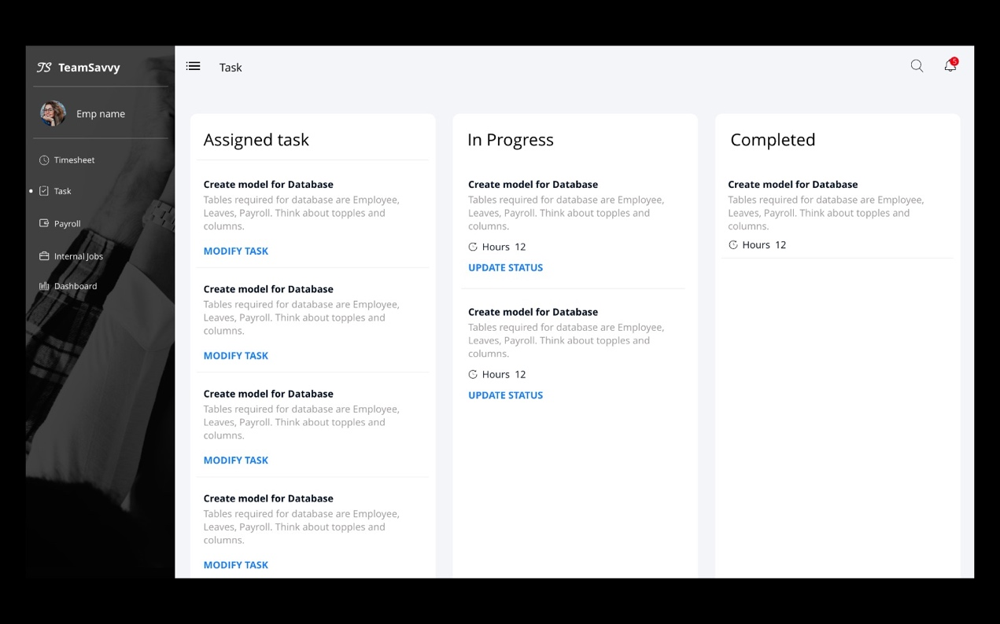 TS TeamSavvy
Emp name
Timesheet
Task
Payroll
Internal Jobs
Dashboard
Task
5
Assigned task
Create model for Database
Tables required for database are Employee,
Leaves, Payroll. Think about topples and
columns.
MODIFY TASK
Create model for Database
Tables required for database are Employee,
Leaves, Payroll. Think about topples and
columns.
MODIFY TASK
Create model for Database
Tables required for database are Employee,
Leaves, Payroll. Think about topples and
columns.
MODIFY TASK
Create model for Database
Tables required for database are Employee,
Leaves, Payroll. Think about topples and
columns.
MODIFY TASK
In Progress
Create model for Database
Tables required for database are Employee,
Leaves, Payroll. Think about topples and
columns.
Hours 12
UPDATE STATUS
Create model for Database
Tables required for database are Employee,
Leaves, Payroll. Think about topples and
columns.
Hours 12
UPDATE STATUS
Completed
Create model for Database
Tables required for database are Employee,
Leaves, Payroll. Think about topples and
columns.
Hours 12